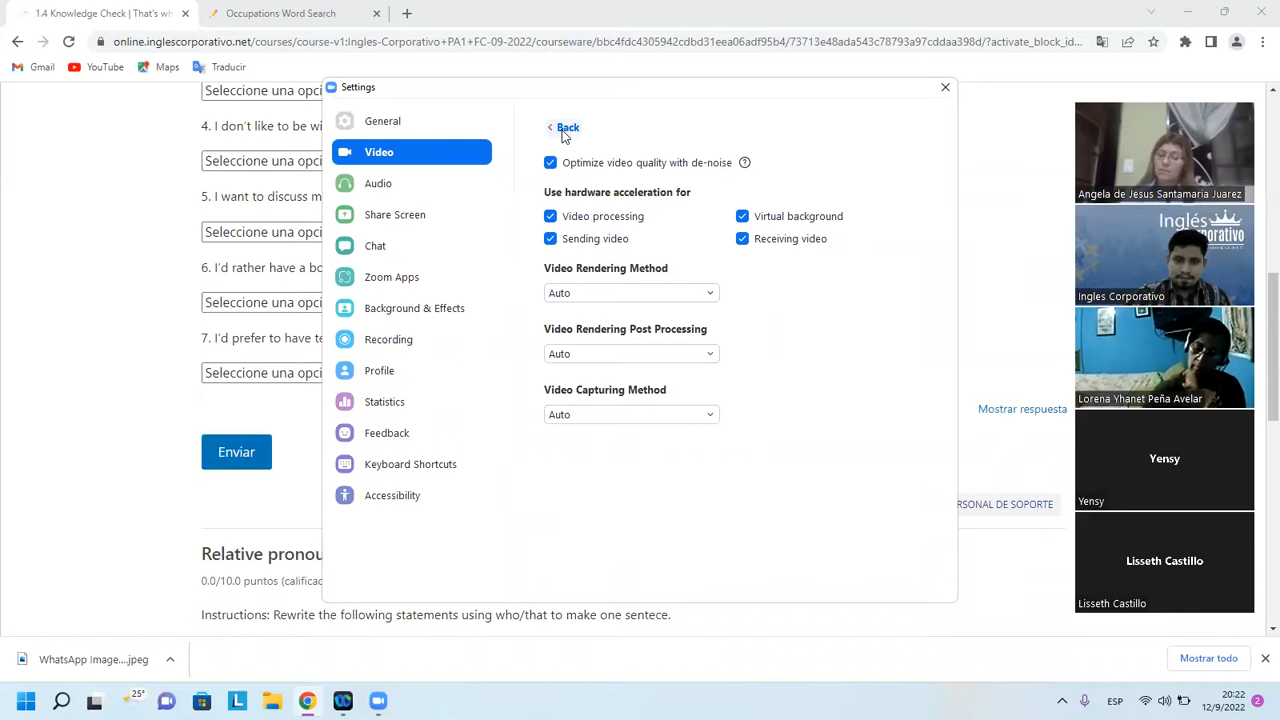 1.4 Knowledge Check | That's wh
Occupations Word Search
online.inglescorporativo.net/courses/course-v1:Ingles-Corporativo+PA1+FC-09-2022/courseware/bbc4fdc4305942cdbd31eea06adf95b4/73713e48adf543c78793a97cddaa398d/?activate_block_id...
Gmail
YouTube
Maps
Traducir
Settings
General
Video
Audio
Share Screen
Chat
Zoom Apps
Background & Effects
Recording
Profile
Statistics
Feedback
Keyboard Shortcuts
Accessibility
Back
Optimize video quality with de-noise
Use hardware acceleration for
Video processing
Virtual background
Sending video
Receiving video
Video Rendering Method
Auto
Video Rendering Post Processing
Auto
Video Capturing Method
Auto
Seleccione una opci
4. I don't like to be wi
Seleccione una opci
5. I want to discuss m
Seleccione una opci
6. I'd rather have a bo
Seleccione una opci
7. I'd prefer to have te
Seleccione una opci
Mostrar respuesta
Enviar
RSONAL DE SOPORTE
Relative pronou
0.0/10.0 puntos (calificad
Instructions: Rewrite the following statements using who/that to make one sentece.
Angela de Jesus Santamaria Juarez
Inglés
rporativo
Ingles Corporativo
Lorena Yhanet Peña Avelar
Yensy
Yensy
Lisseth Castillo
Lisseth Castillo
WhatsApp Image....jpeg
Mostrar todo
25°
ESP
20:22
12/9/2022
2